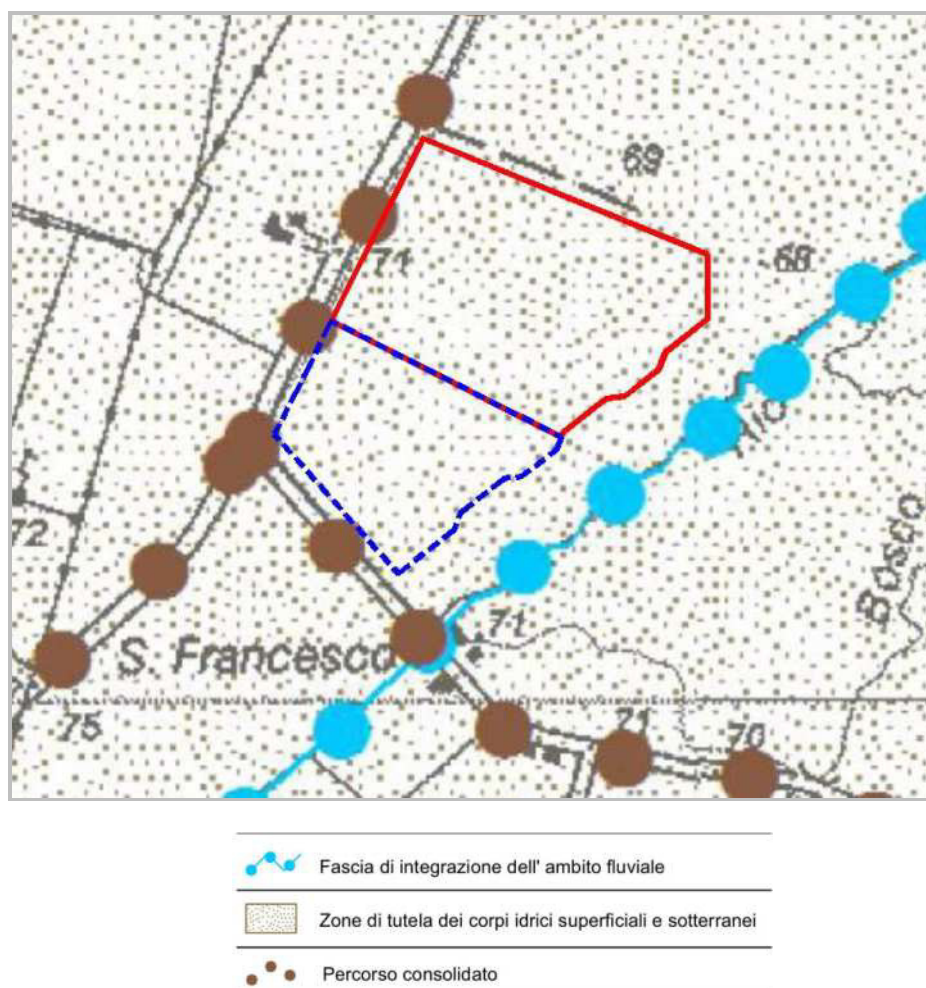 69
68
71
72
Bosco
71
S. Francesco
75
71
70
Fascia di integrazione dell' ambito fluviale
Zone di tutela dei corpi idrici superficiali e sotterranei
Percorso consolidato